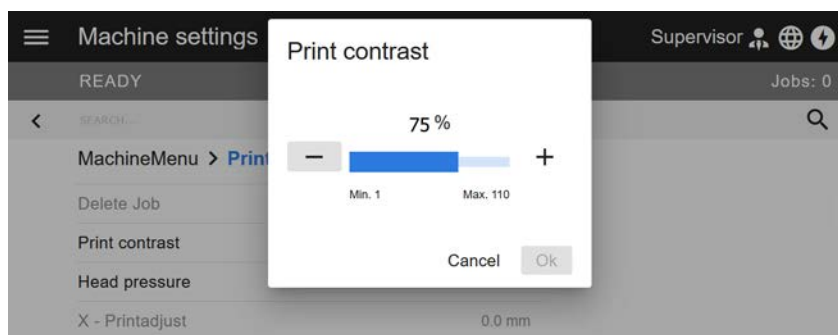 Machine settings
Supervisor
READY
Jobs: 0
SEARCH...
MachineMenu > Print
Delete Job
Print contrast
Head pressure
X - Printadjust 0.0 mm
Print contrast
75 %
Min. 1 Max. 110
Cancel Ok